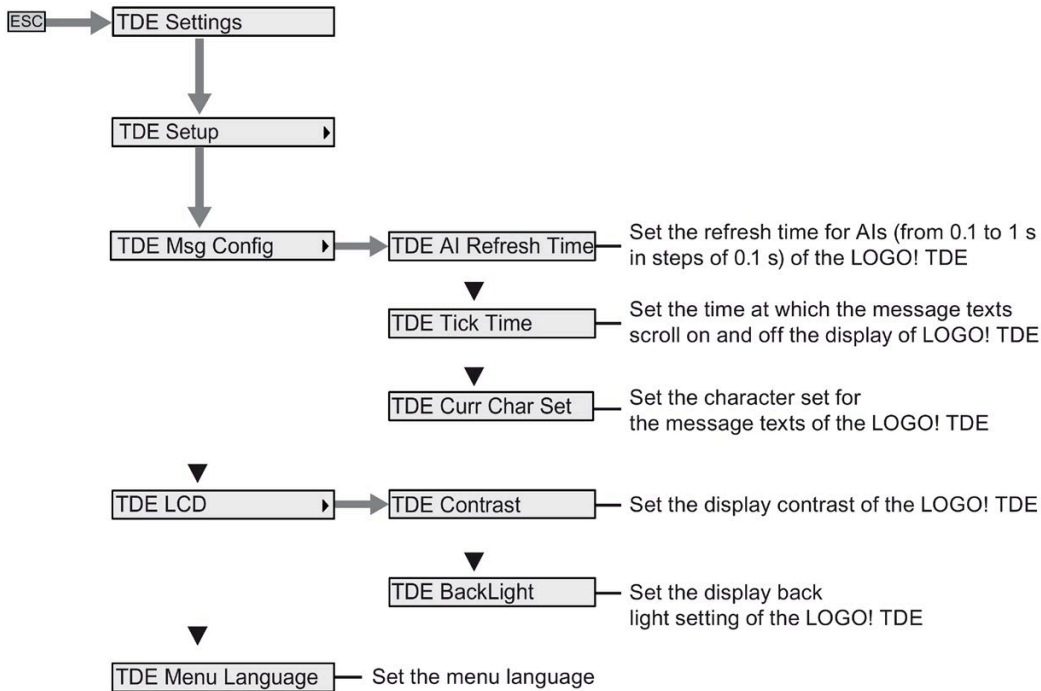 ESC
TDE Settings
TDE Setup
TDE Msg Config
TDE AI Refresh Time
Set the refresh time for AIs (from 0.1 to 1 s
in steps of 0.1 s) of the LOGO! TDE
TDE Tick Time
Set the time at which the message texts
scroll on and off the display of LOGO! TDE
TDE Curr Char Set
Set the character set for
the message texts of the LOGO! TDE
TDE LCD
TDE Contrast
Set the display contrast of the LOGO! TDE
TDE BackLight
Set the display back
light setting of the LOGO! TDE
TDE Menu Language
Set the menu language